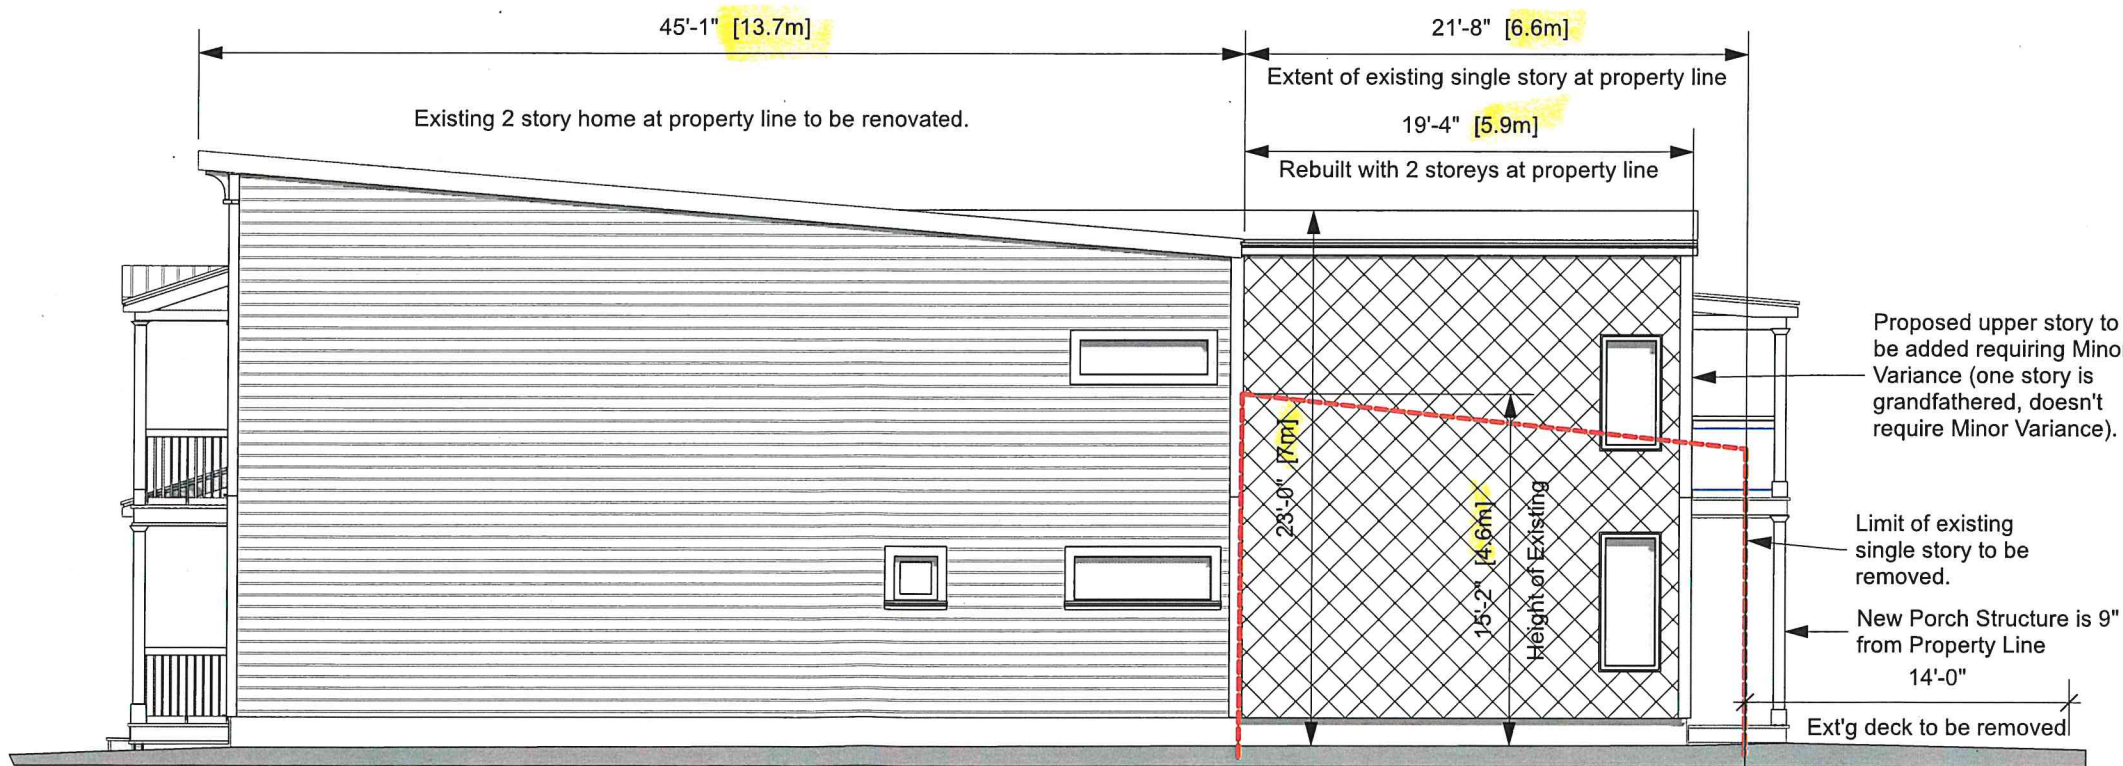 45'-1" [13.7m]
21'-8" [6.6m]
Extent of existing single story at property line
Existing 2 story home at property line to be renovated.
19'-4" [5.9m]
Rebuilt with 2 storeys at property line
Proposed upper story to
be added requiring Mino
Variance (one story is
grandfathered, doesn't
require Minor Variance).
23'-0" [7m]
15'-2" [4.6m]
Height of Existing
Limit of existing
single story to be
removed.
New Porch Structure is 9"
from Property Line
14'-0"
Ext'g deck to be removed